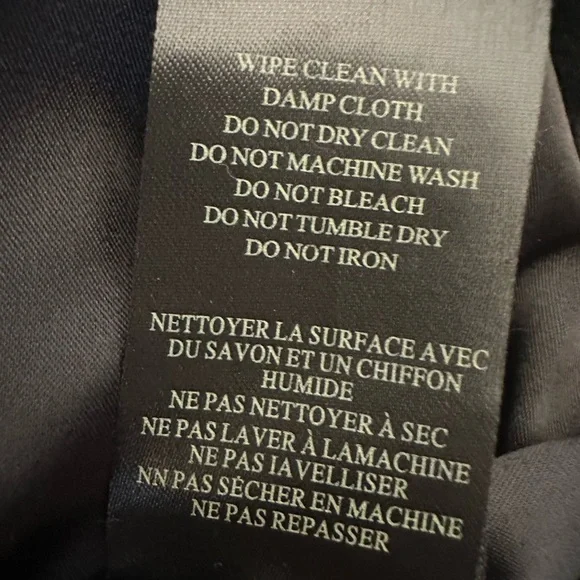 WIPE CLEAN WITH
DAMP CLOTH
DO NOT DRY CLEAN
DO NOT MACHINE WASH
DO NOT BLEACH
DO NOT TUMBLE DRY
DO NOT IRON
NETTOYER LA SURFACE AVEC
DU SAVON ET UN CHIFFON
HUMIDE
NE PAS NETTOYER À SEC
NE PAS LAVER À LAMACHINE
NE PAS IAVELLISER
NN PAS SÉCHER EN MACHINE
NE PAS REPASSER